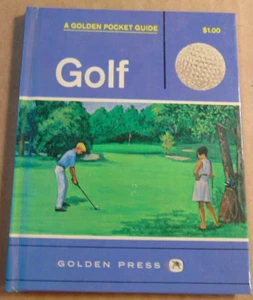 A GOLDEN POCKET GUIDE
$1.00
Golf
GOLDEN PRESS